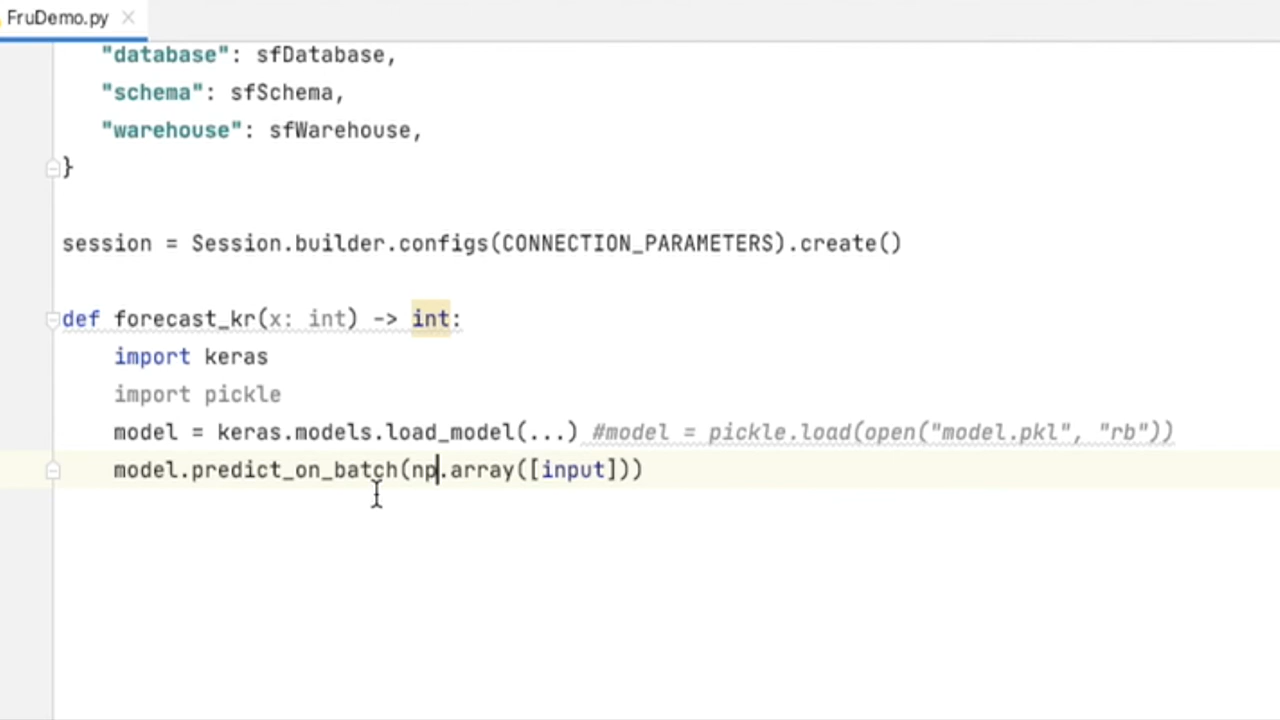 FruDemo.py
"database": sfDatabase,
"schema": sfSchema,
"warehouse": sfWarehouse,
}
session = Session.builder.configs(CONNECTION_PARAMETERS).create()
def forecast_kr(x: int) -> int:
import keras
import pickle
model = keras.models.load_model(...) #model = pickle.load(open("model.pkl", "rb"))
model.predict_on_batch(np.array([input]))